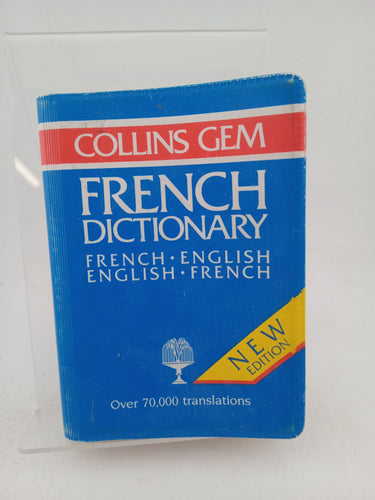 COLLINS GEM
FRENCH
DICTIONARY
FRENCH · ENGLISH
ENGLISH · FRENCH
NEW
EDITION
Over 70,000 translations